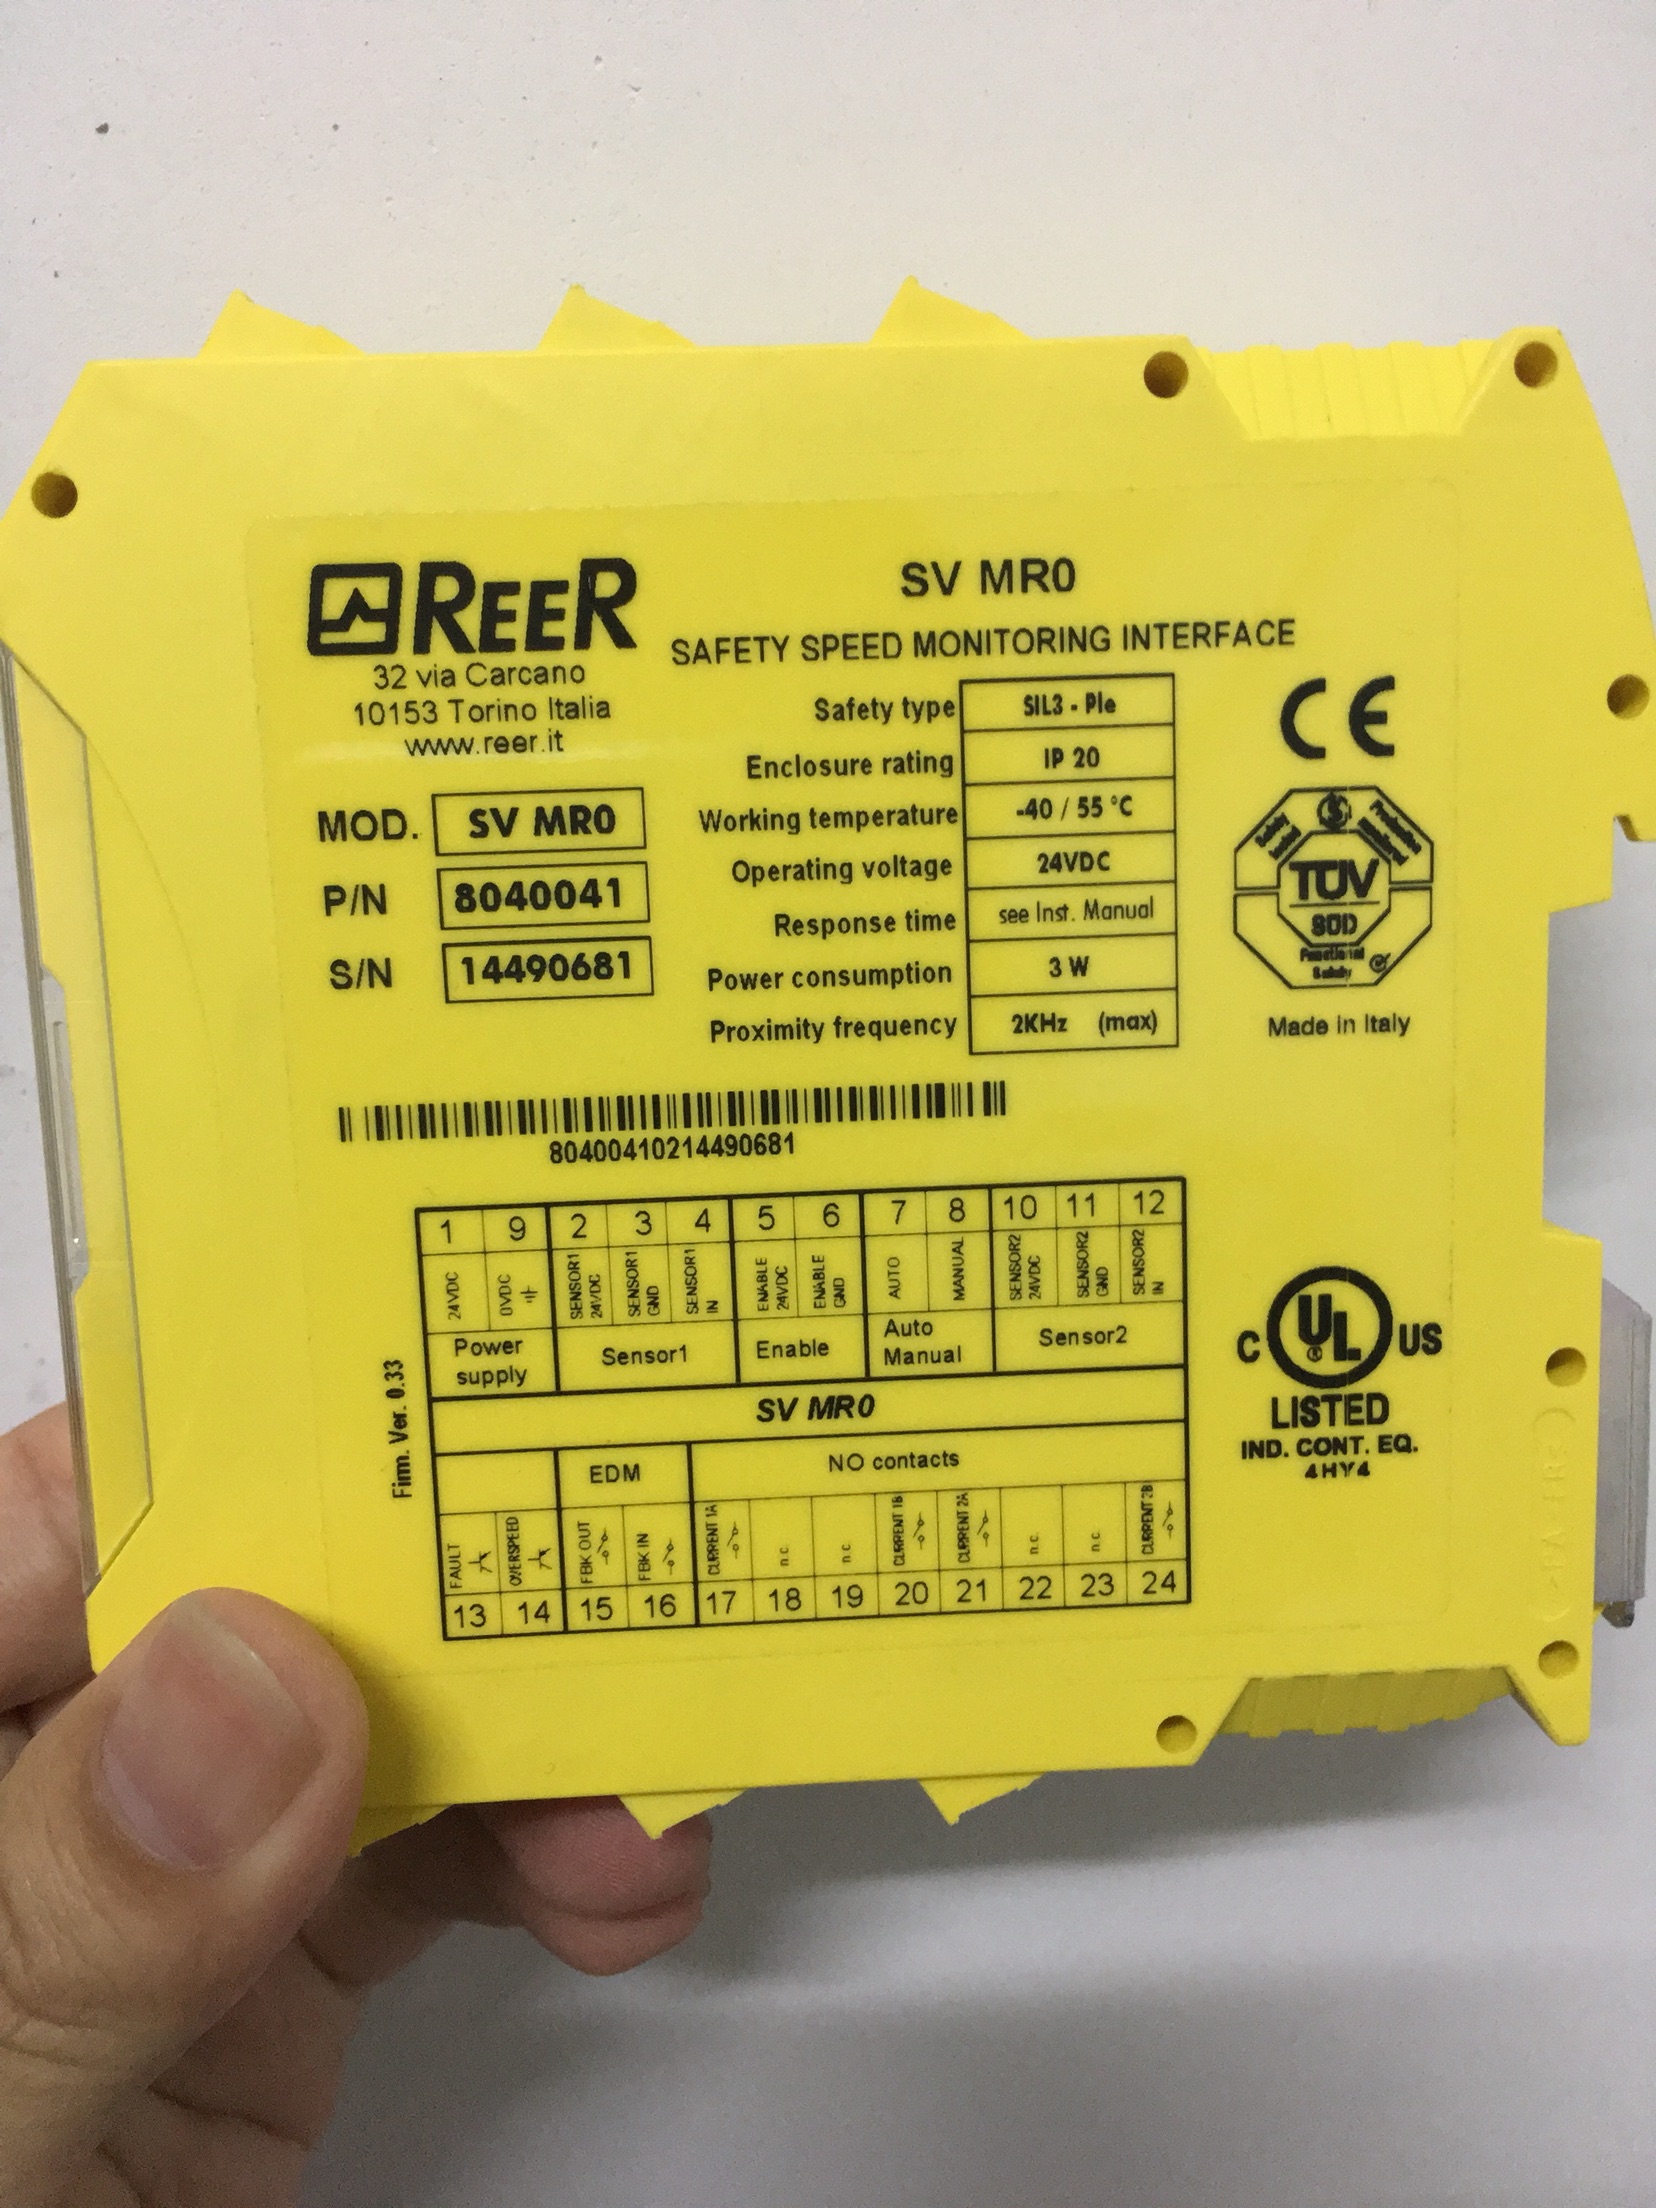 REER
32 via Carcano
10153 Torino Italia
www.reer.it
MOD. SV MR0
P/N 8040041
S/N 14490681
SV MR0
SAFETY SPEED MONITORING INTERFACE
Safety type SIL3 - Ple
Enclosure rating IP 20
Working temperature -40 / 55 °C
Operating voltage 24VDC
Response time see Inst. Manual
Power consumption 3 W
Proximity frequency 2KHz (max)
CE
TÜV
SÜD
Functional
Safety
Made in Italy
80400410214490681
Firm. Ver. 0.33
1 9 2 3 4 5 6 7 8 10 11 12
24VDC
0VDC
SENSOR1 24VDC
SENSOR1 GND
SENSOR1 IN
ENABLE 24VDC
ENABLE GND
AUTO
MANUAL
SENSOR2 24VDC
SENSOR2 GND
SENSOR2 IN
Power supply
Sensor1
Enable
Auto Manual
Sensor2
SV MR0
EDM
NO contacts
FAULT
OVERSPEED
FBK OUT
FBK IN
CURRENT 1A
n.c.
n.c.
CURRENT 1B
CURRENT 2A
n.c.
n.c.
CURRENT 2B
13 14 15 16 17 18 19 20 21 22 23 24
C UL ® US
LISTED
IND. CONT. EQ.
4HY4